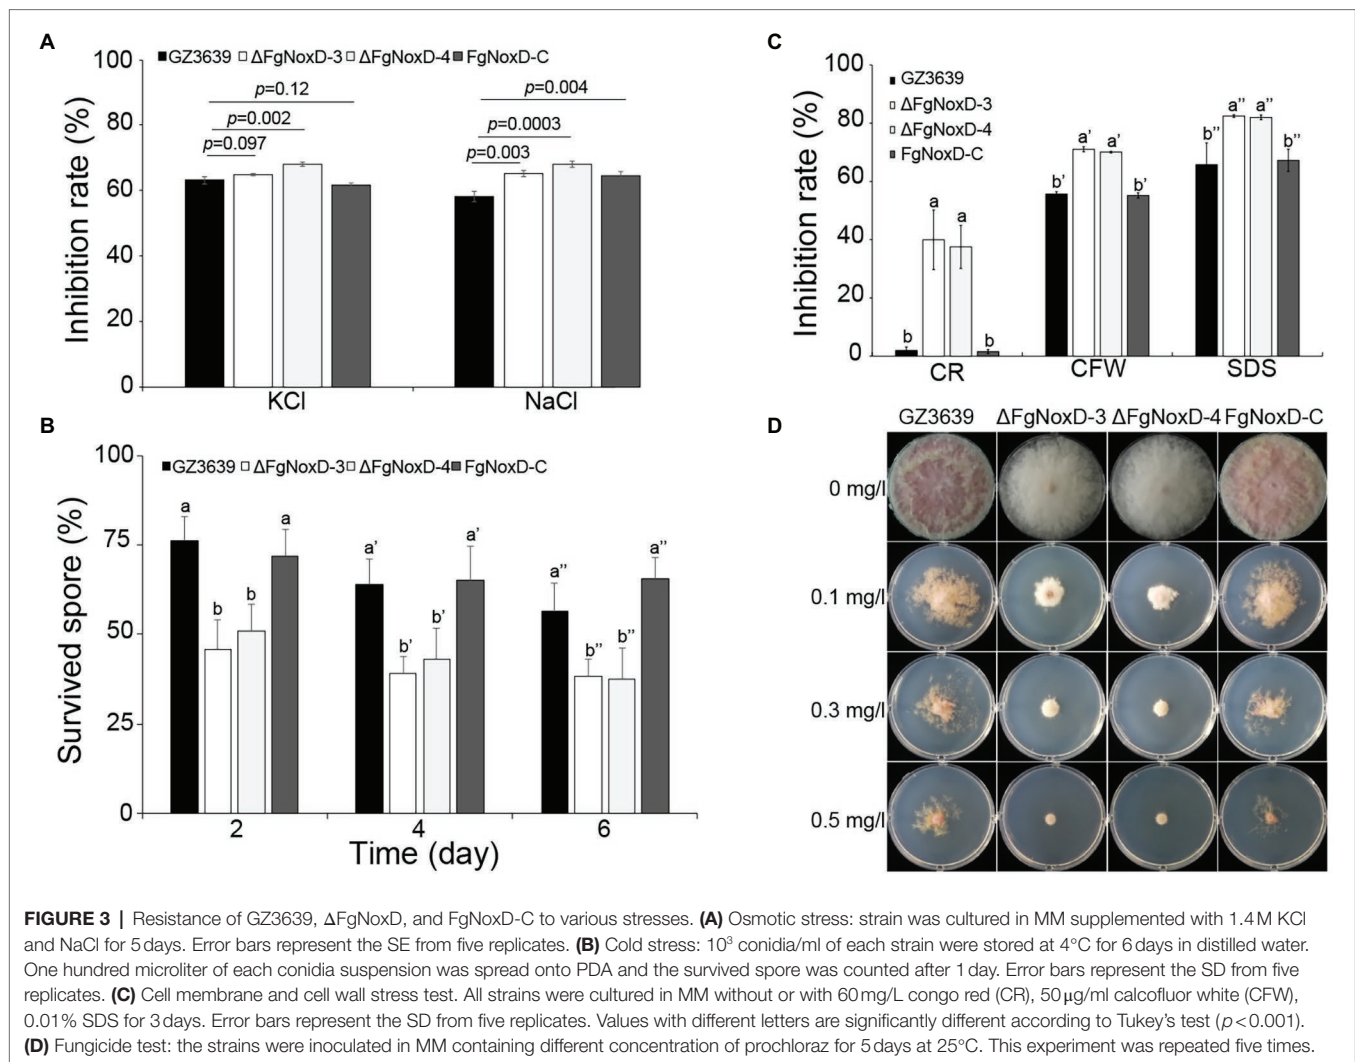 A
100
GZ3639 ΔFgNoxD-3 ΔFgNoxD-4 FgNoxD-C
p=0.12
p=0.004
p=0.002
p=0.0003
p=0.097
p=0.003
80
60
40
20
0
Inhibition rate (%)
KCl NaCl
B
100
GZ3639 ΔFgNoxD-3 ΔFgNoxD-4 FgNoxD-C
75
50
25
0
Survived spore (%)
a b b a
a' b' b' a'
a'' b'' b'' a''
2 4 6
Time (day)
C
100
80
60
40
20
0
Inhibition rate (%)
GZ3639
ΔFgNoxD-3
ΔFgNoxD-4
FgNoxD-C
b a a b
b' a' a' b'
b'' a'' a'' b''
CR CFW SDS
D
GZ3639 ΔFgNoxD-3 ΔFgNoxD-4 FgNoxD-C
0 mg/l
0.1 mg/l
0.3 mg/l
0.5 mg/l
FIGURE 3 | Resistance of GZ3639, ΔFgNoxD, and FgNoxD-C to various stresses. (A) Osmotic stress: strain was cultured in MM supplemented with 1.4 M KCl
and NaCl for 5 days. Error bars represent the SE from five replicates. (B) Cold stress: 10³ conidia/ml of each strain were stored at 4°C for 6 days in distilled water.
One hundred microliter of each conidia suspension was spread onto PDA and the survived spore was counted after 1 day. Error bars represent the SD from five
replicates. (C) Cell membrane and cell wall stress test. All strains were cultured in MM without or with 60 mg/L congo red (CR), 50 μg/ml calcofluor white (CFW),
0.01% SDS for 3 days. Error bars represent the SD from five replicates. Values with different letters are significantly different according to Tukey's test (p < 0.001).
(D) Fungicide test: the strains were inoculated in MM containing different concentration of prochloraz for 5 days at 25°C. This experiment was repeated five times.